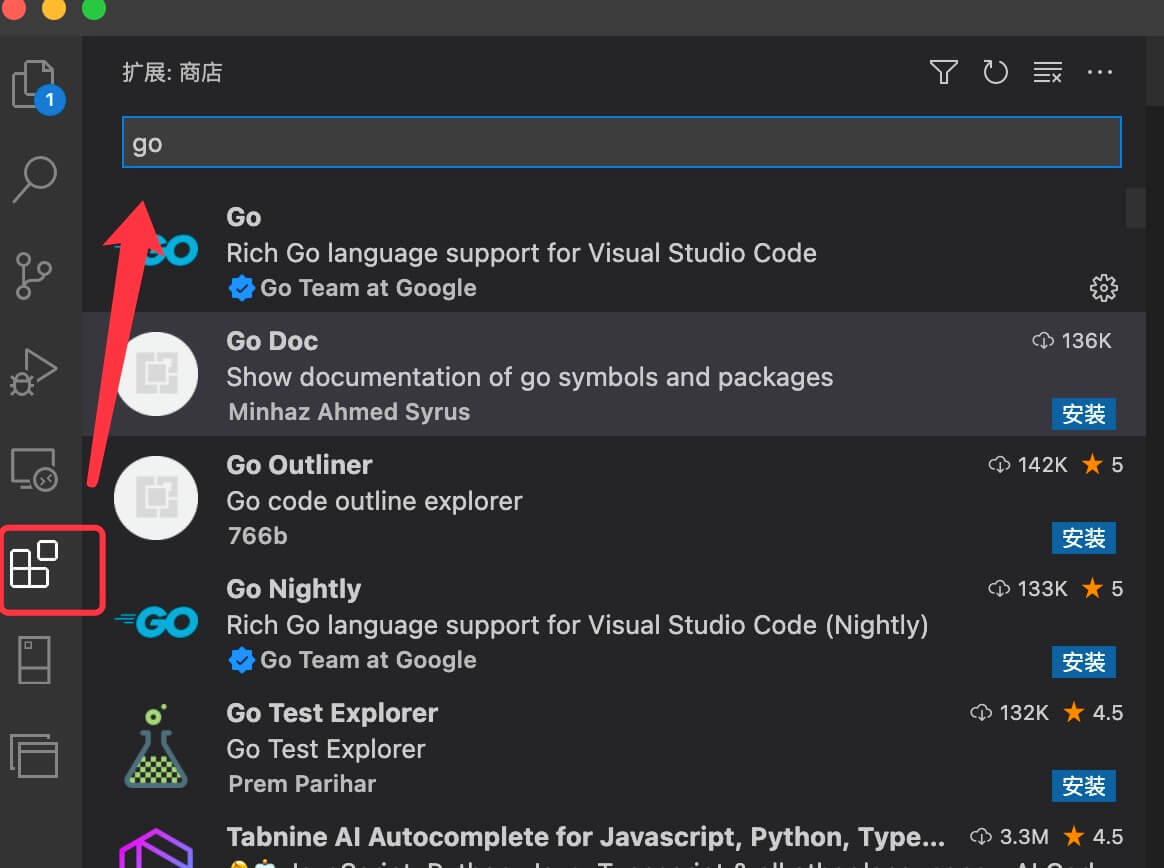 扩展: 商店
1
go
Go
Rich Go language support for Visual Studio Code
Go Team at Google
Go Doc 136K
Show documentation of go symbols and packages
Minhaz Ahmed Syrus
安装
Go Outliner 142K 5
Go code outline explorer
766b
安装
GO
Go Nightly 133K 5
Rich Go language support for Visual Studio Code (Nightly)
Go Team at Google
安装
Go Test Explorer 132K 4.5
Go Test Explorer
Prem Parihar
安装
Tabnine AI Autocomplete for Javascript, Python, Type... 3.3M 4.5